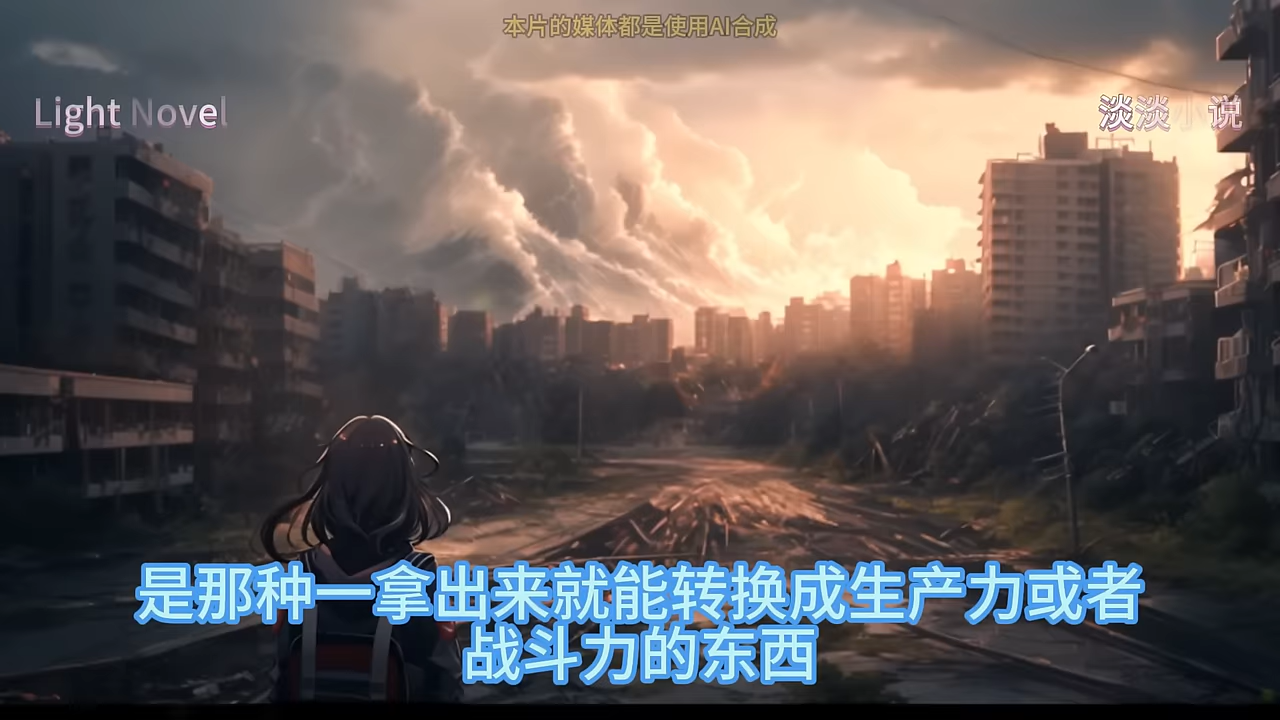 本片的媒体都是使用AI合成
Light Novel
淡淡小说
是那种一拿出来就能转换成生产力或者
战斗力的东西